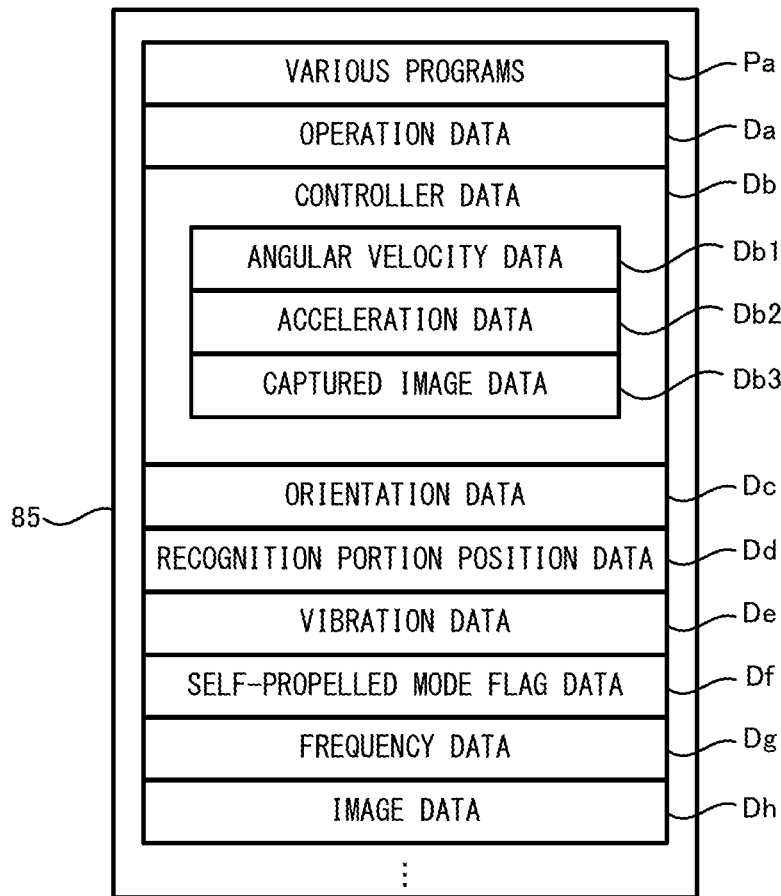 VARIOUS PROGRAMS Pa
OPERATION DATA Da
CONTROLLER DATA Db
ANGULAR VELOCITY DATA Db1
ACCELERATION DATA Db2
CAPTURED IMAGE DATA Db3
85
ORIENTATION DATA Dc
RECOGNITION PORTION POSITION DATA Dd
VIBRATION DATA De
SELF-PROPELLED MODE FLAG DATA Df
FREQUENCY DATA Dg
IMAGE DATA Dh
⋮